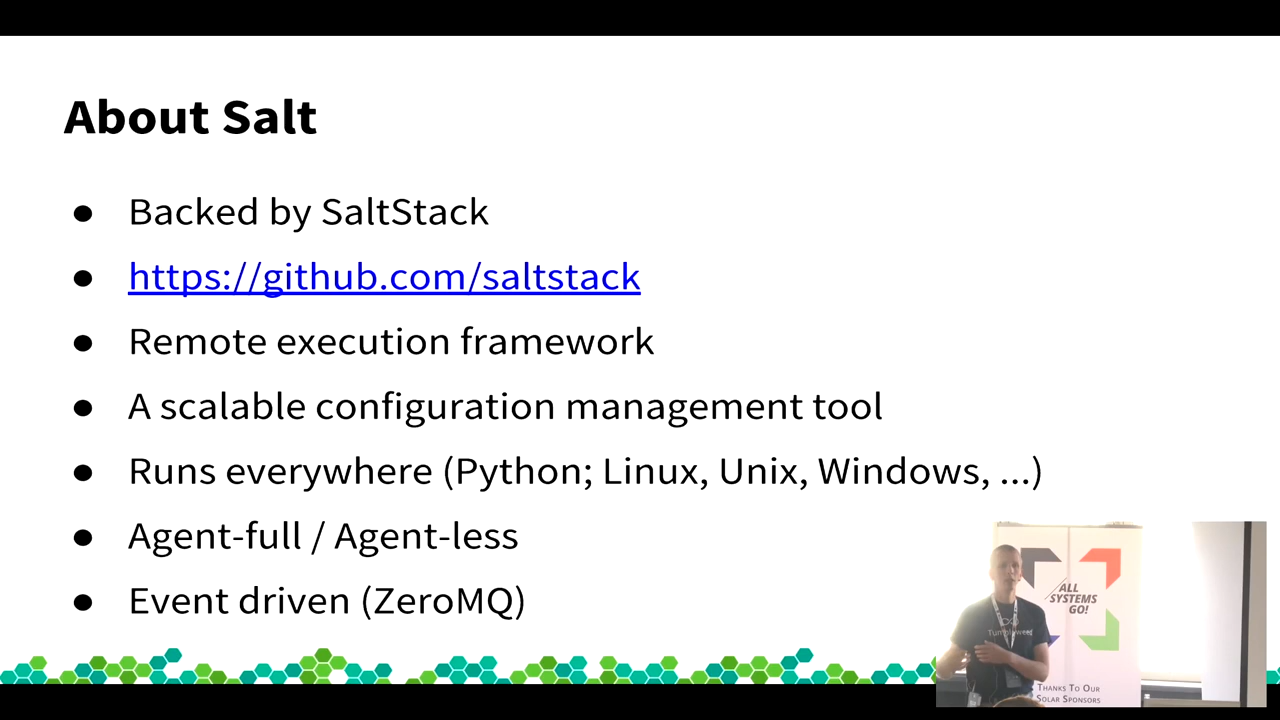 About Salt
● Backed by SaltStack
● https://github.com/saltstack
● Remote execution framework
● A scalable configuration management tool
● Runs everywhere (Python; Linux, Unix, Windows, ...)
● Agent-full / Agent-less
● Event driven (ZeroMQ)
ALL
SYSTEMS
GO!
Tumbleweed
THANKS TO OUR
SOLAR SPONSORS